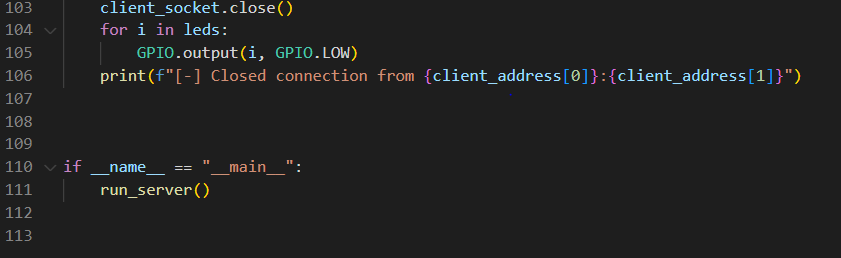 103 client_socket.close()
104 for i in leds:
105 GPIO.output(i, GPIO.LOW)
106 print(f"[-] Closed connection from {client_address[0]}:{client_address[1]}")
107
108
109
110 if __name__ == "__main__":
111 run_server()
112
113